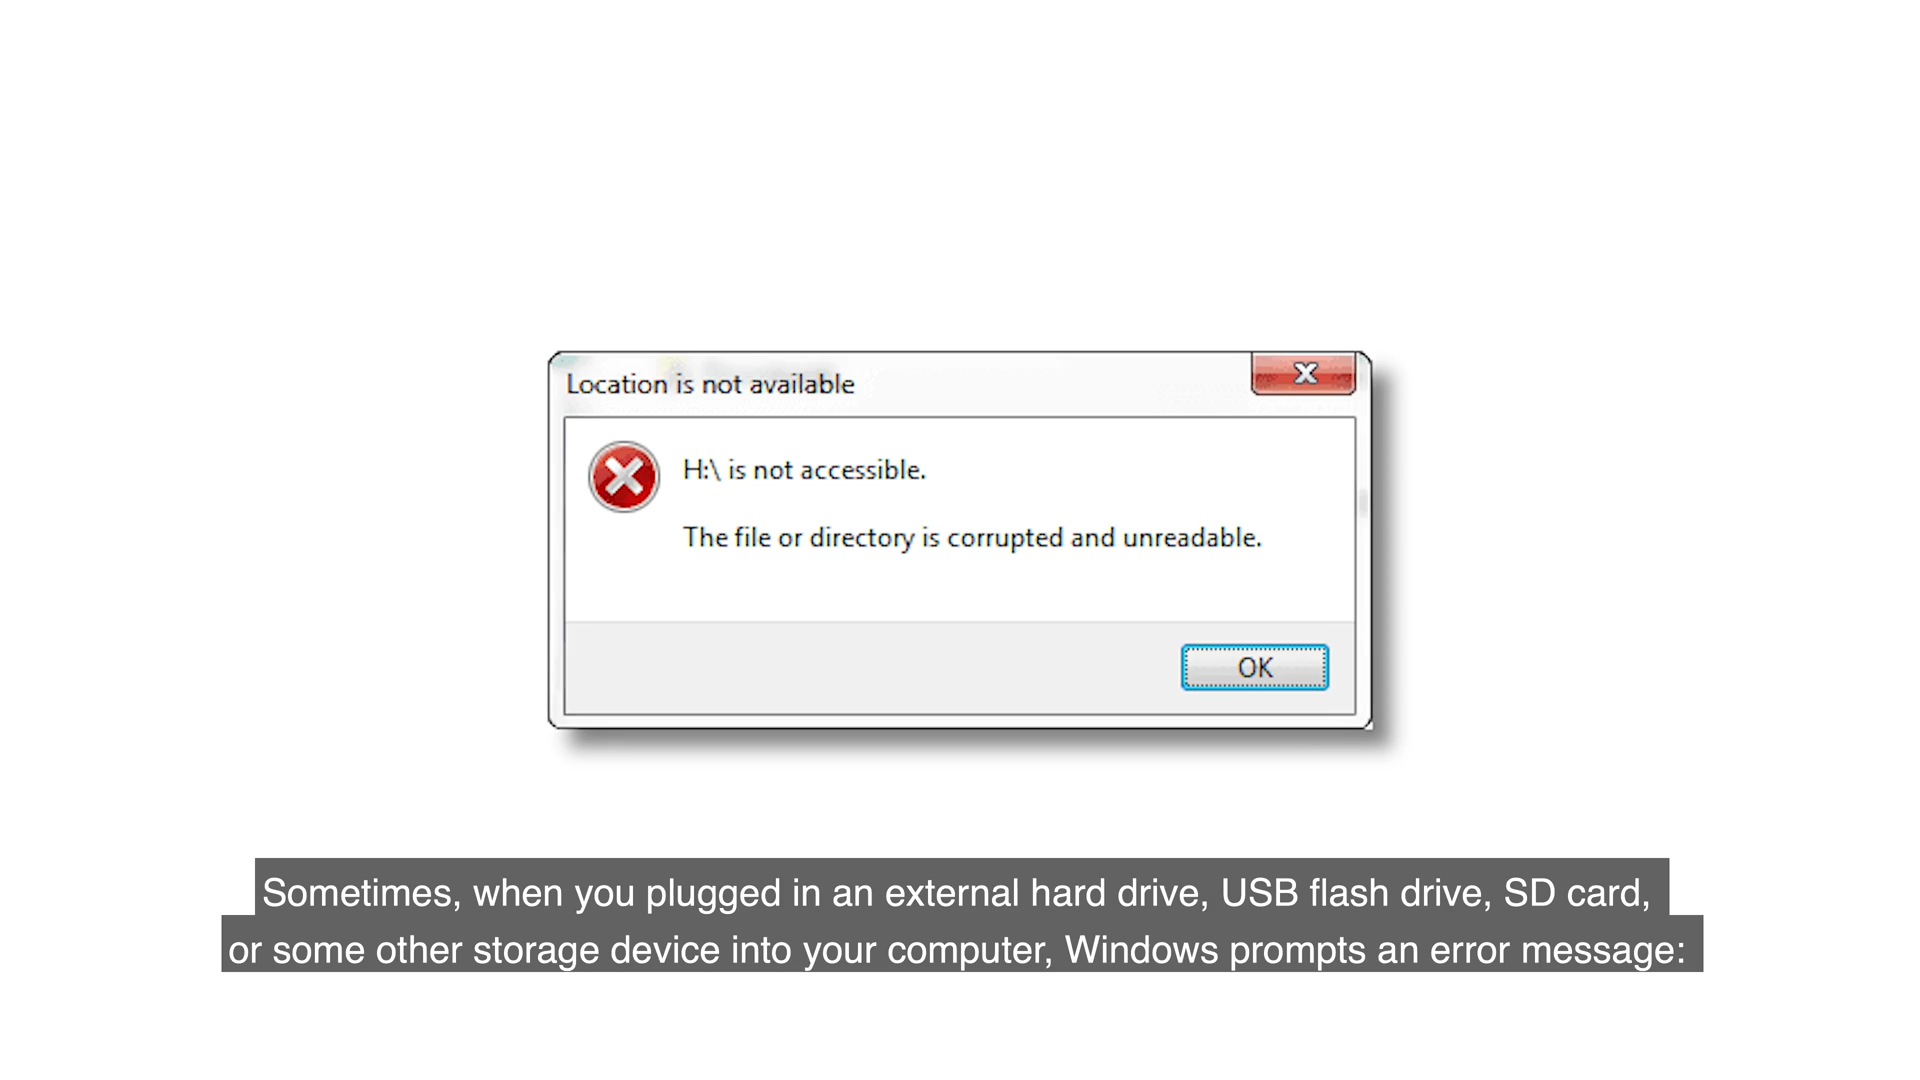 Location is not available
H:\ is not accessible.
The file or directory is corrupted and unreadable.
OK
Sometimes, when you plugged in an external hard drive, USB flash drive, SD card,
or some other storage device into your computer, Windows prompts an error message: